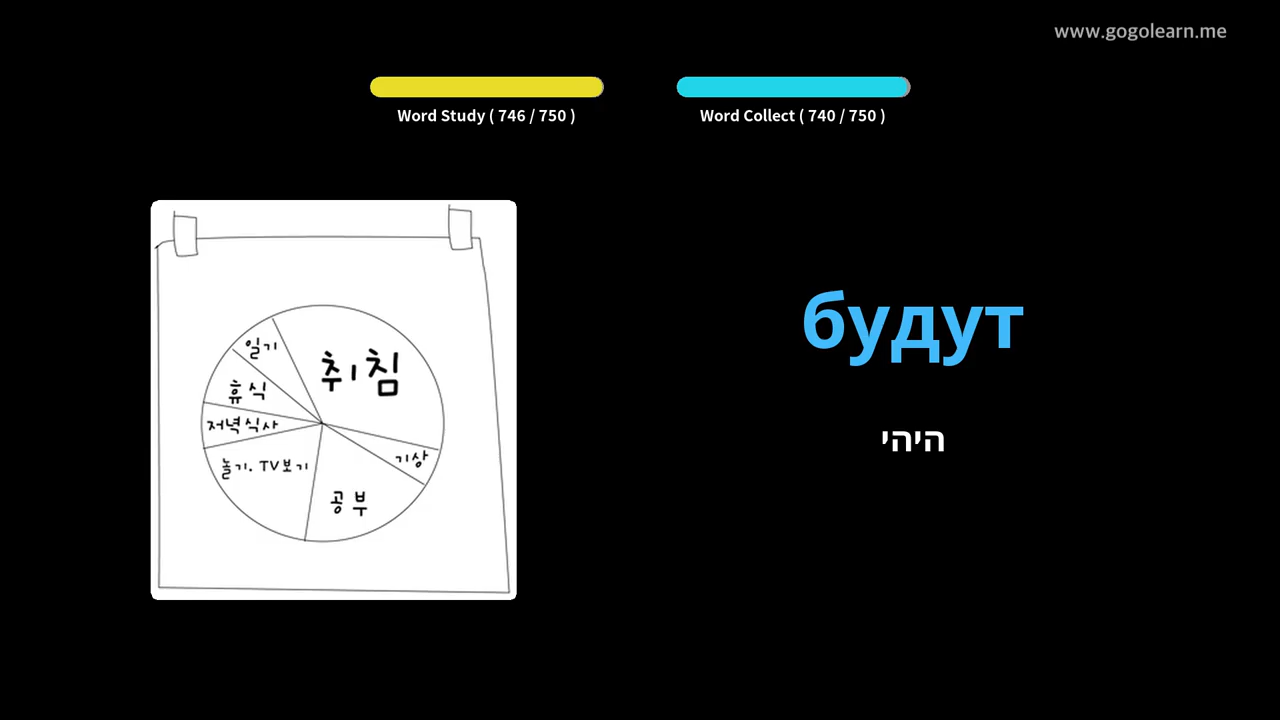 www.gogolearn.me
Word Study ( 746 / 750 )
Word Collect ( 740 / 750 )
일기
취침
휴식
저녁식사
놀기. TV보기
기상
공부
будут
היהי